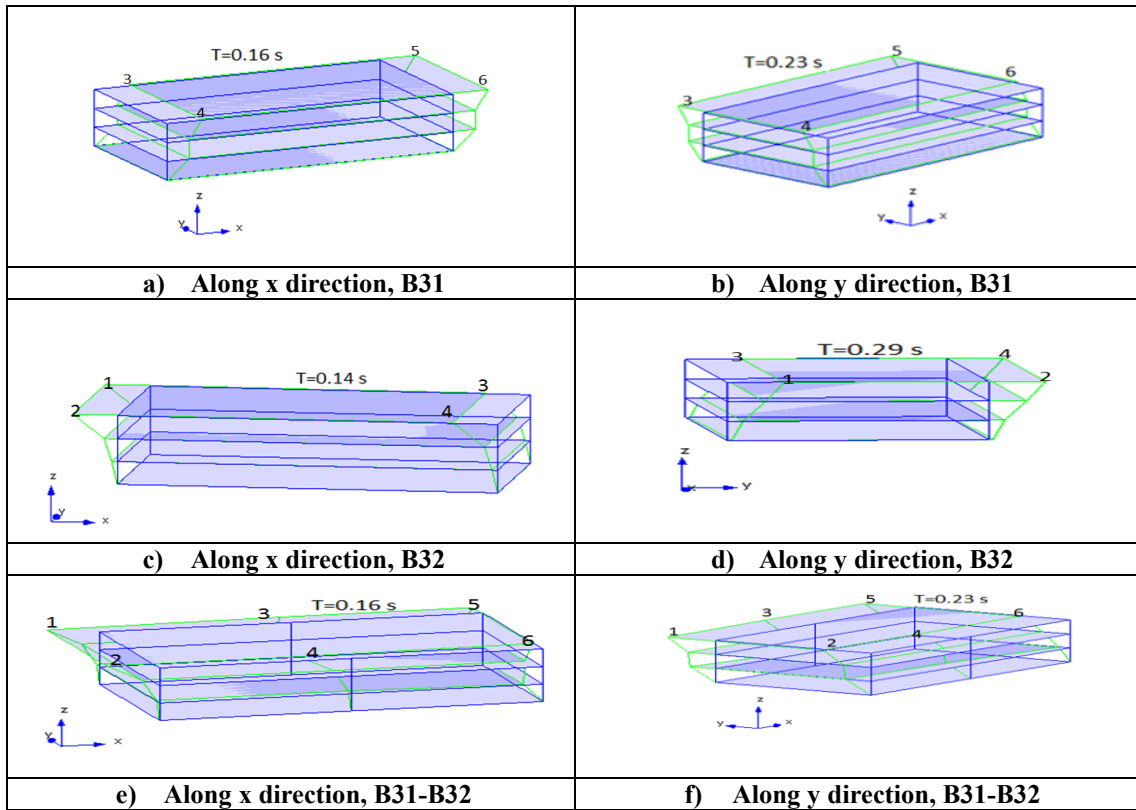 T=0.16 s
5
3
6
4
z
y
x
a) Along x direction, B31
T=0.23 s
5
6
3
4
z
y
x
b) Along y direction, B31
T=0.14 s
1
3
2
4
z
y
x
c) Along x direction, B32
T=0.29 s
3
4
1
2
z
x
y
d) Along y direction, B32
T=0.16 s
5
3
1
6
4
2
z
y
x
e) Along x direction, B31-B32
T=0.23 s
5
6
3
1
4
2
z
y
x
f) Along y direction, B31-B32